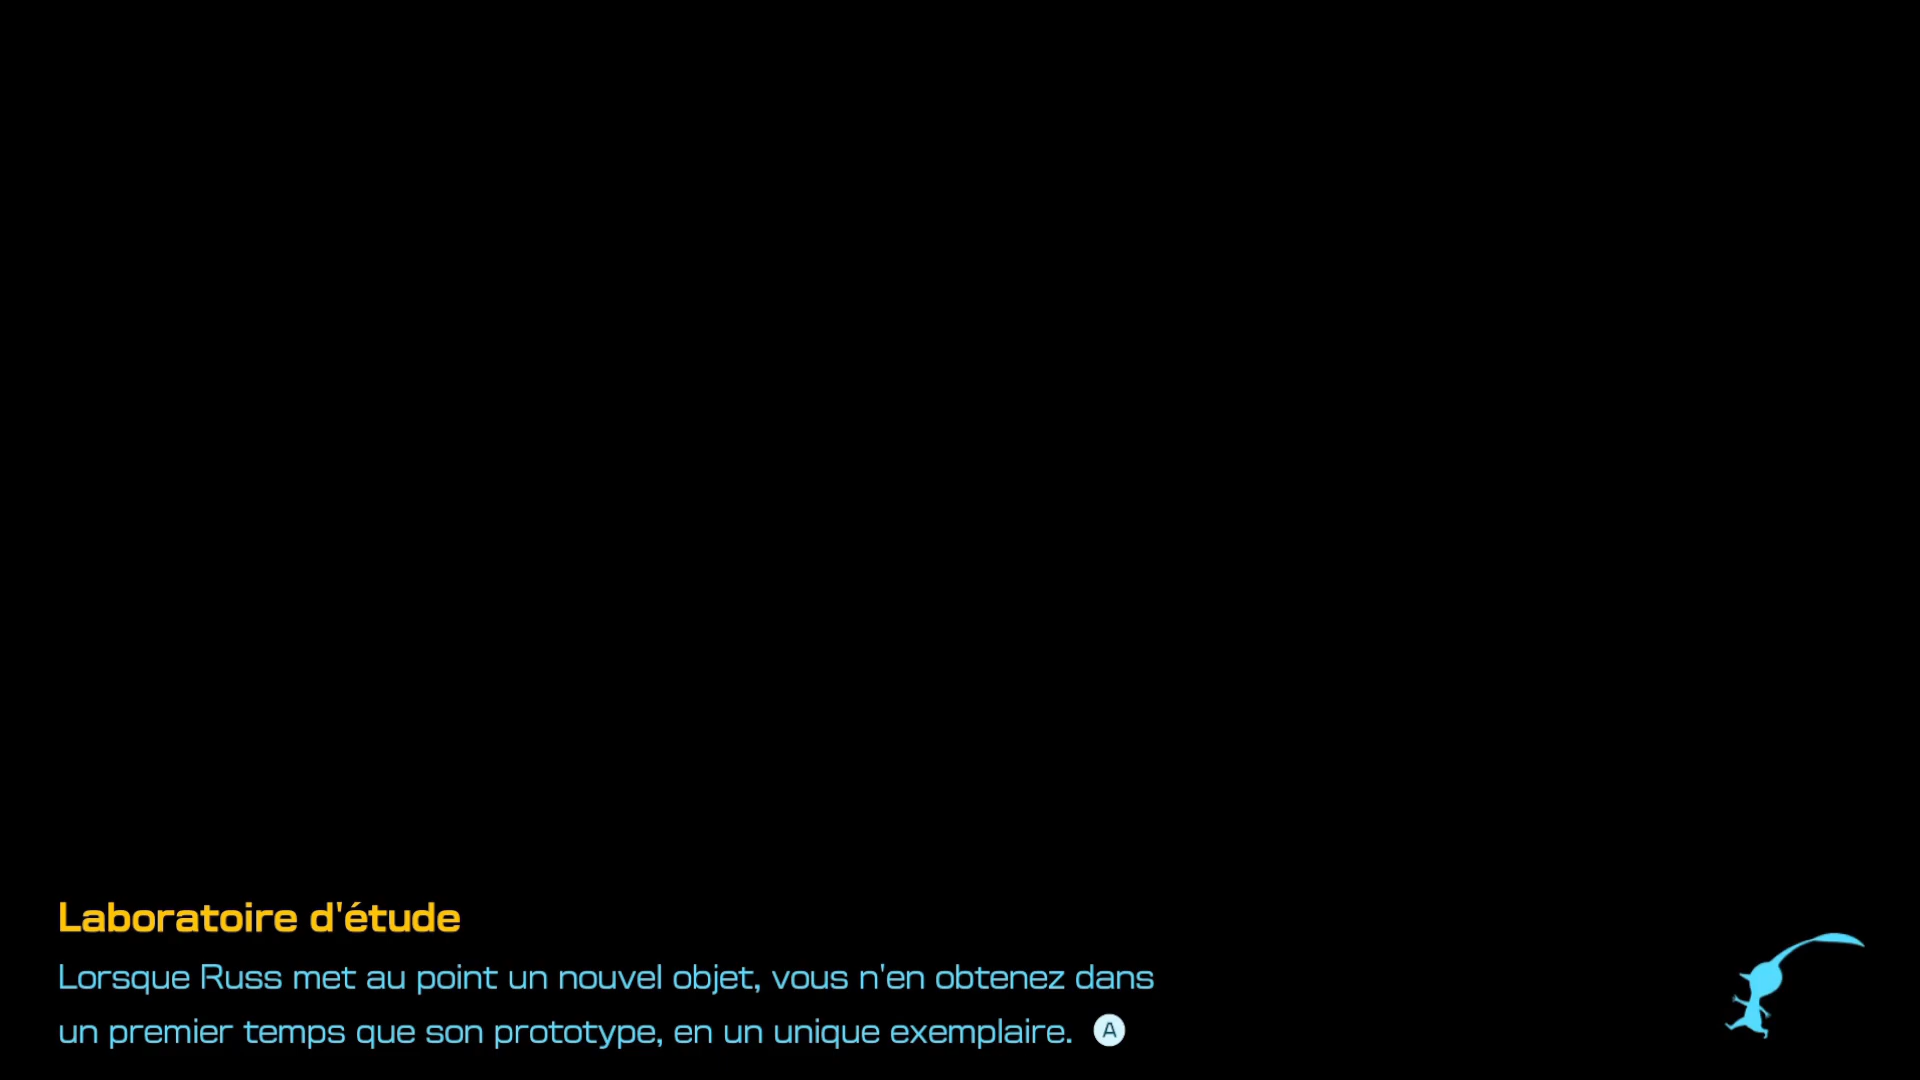 Laboratoire d'étude
Lorsque Russ met au point un nouvel objet, vous n'en obtenez dans
un premier temps que son prototype, en un unique exemplaire. A